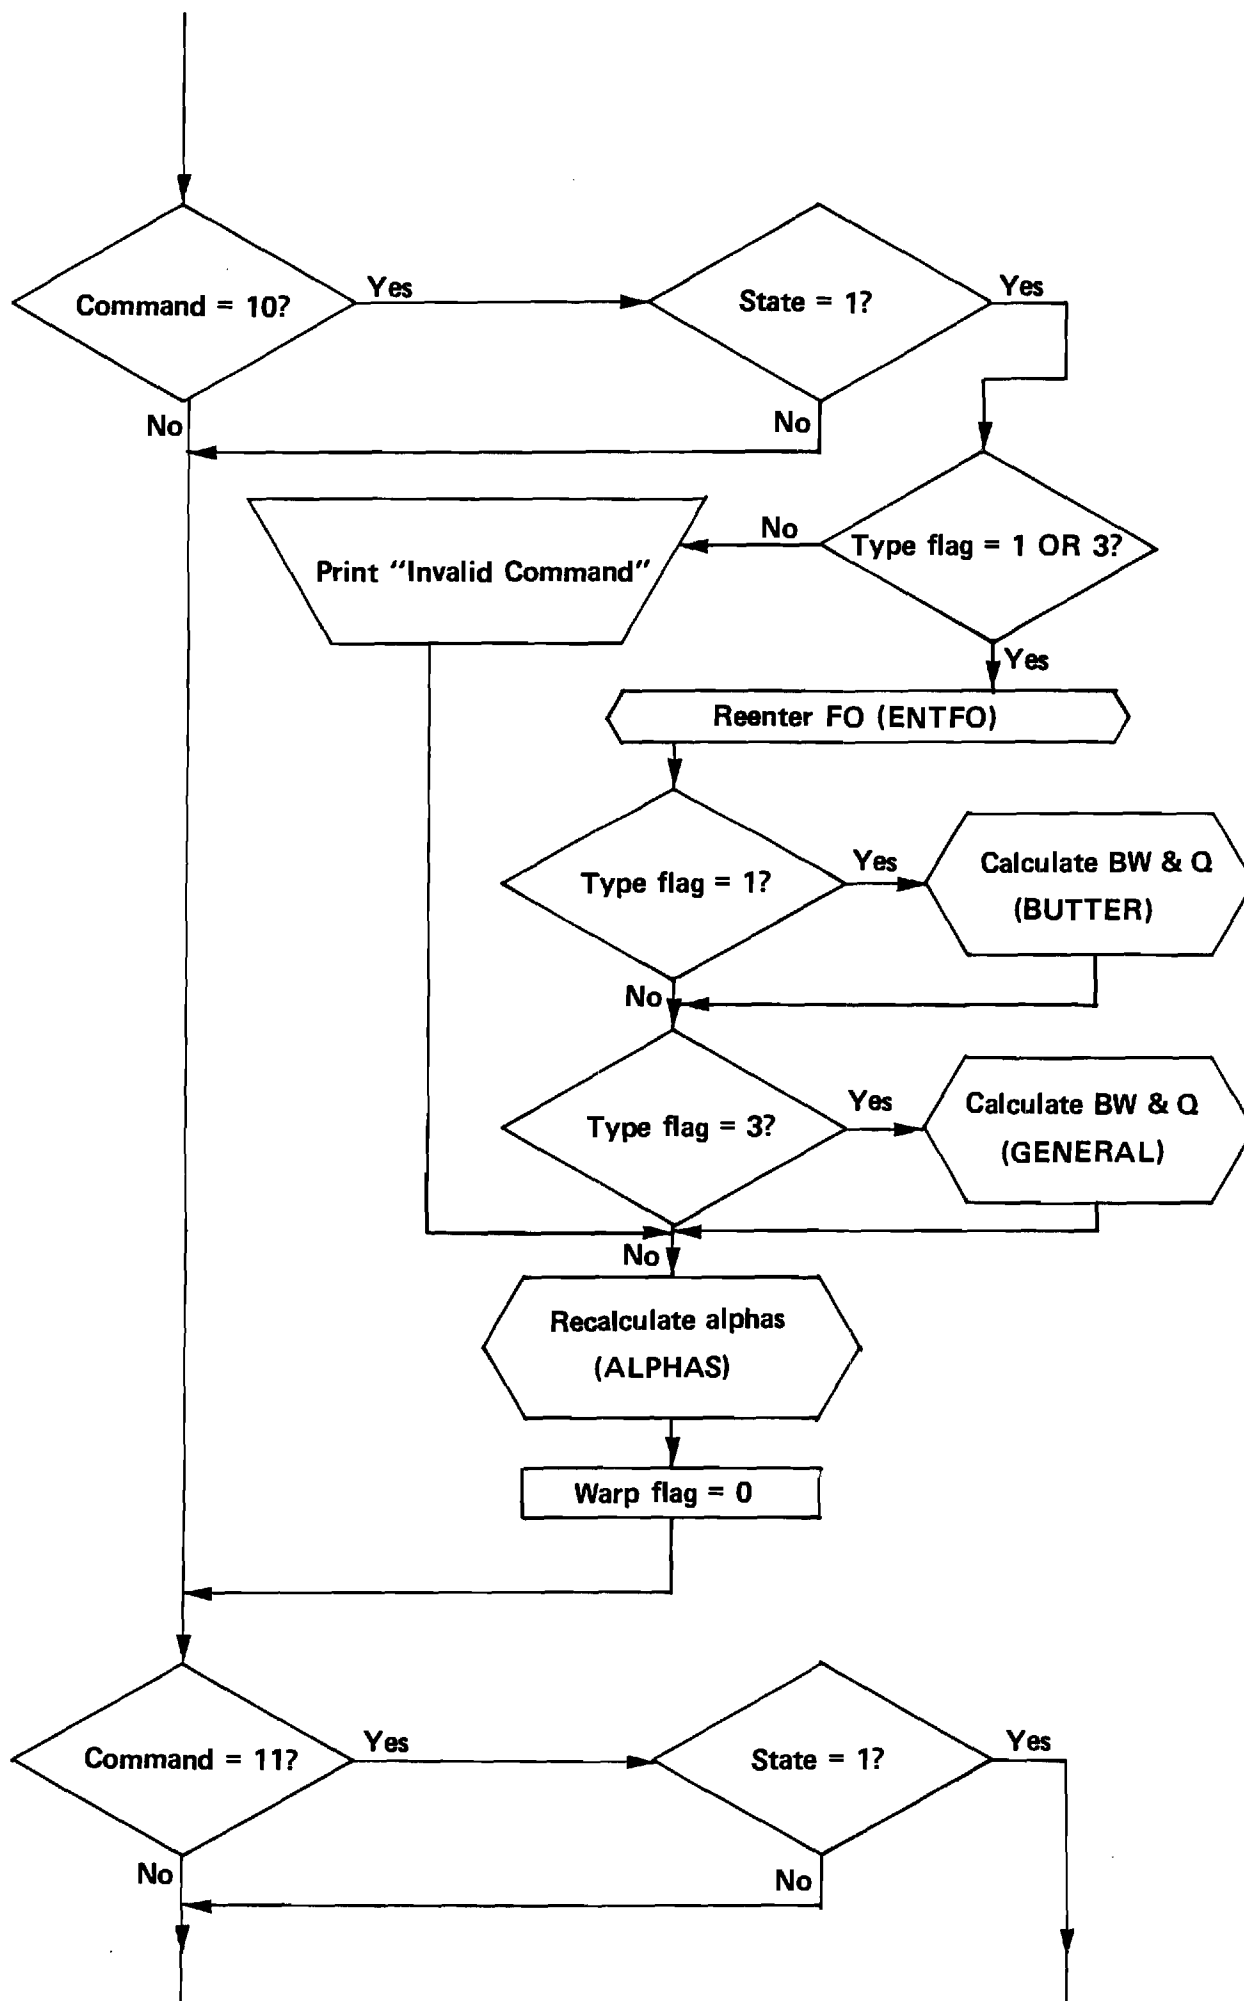 Command = 10?
Yes
State = 1?
Yes
No
No
Type flag = 1 OR 3?
No
Print “Invalid Command”
Yes
Reenter FO (ENTFO)
Type flag = 1?
Yes
Calculate BW & Q
(BUTTER)
No
Type flag = 3?
Yes
Calculate BW & Q
(GENERAL)
No
Recalculate alphas
(ALPHAS)
Warp flag = 0
Command = 11?
Yes
State = 1?
Yes
No
No